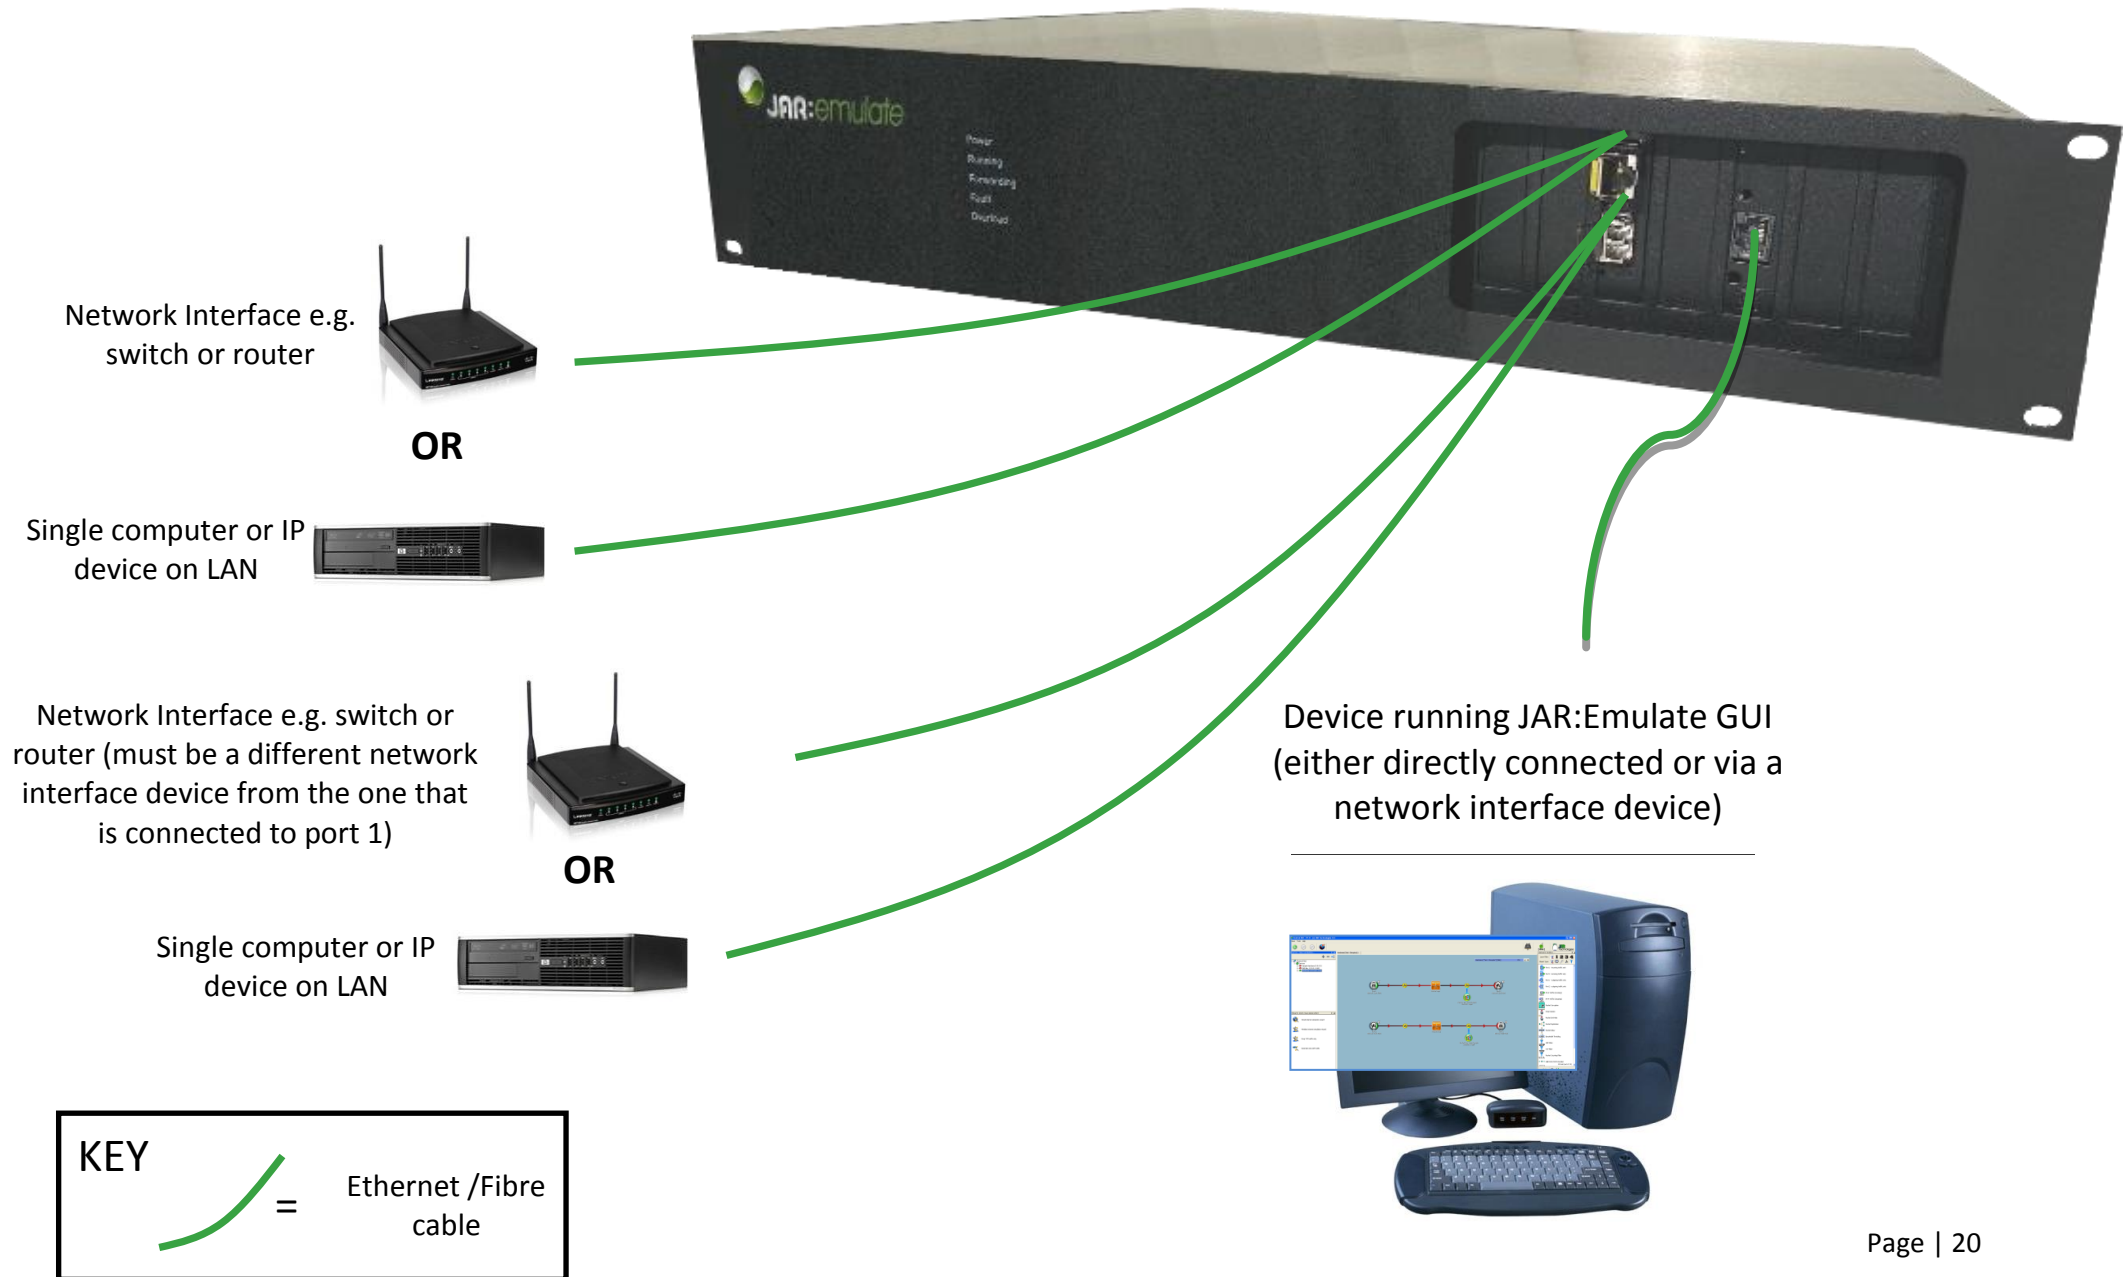 JAR:emulate
Power
Running
Forwarding
Fault
Overload
Network Interface e.g.
switch or router
OR
Single computer or IP
device on LAN
Network Interface e.g. switch or
router (must be a different network
interface device from the one that
is connected to port 1)
OR
Single computer or IP
device on LAN
Device running JAR:Emulate GUI
(either directly connected or via a
network interface device)
KEY
=
Ethernet /Fibre
cable
Page | 20